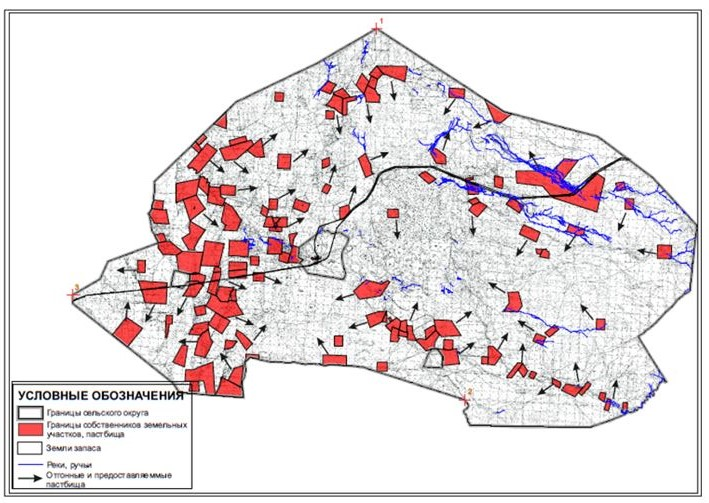 1
3
2
УСЛОВНЫЕ ОБОЗНАЧЕНИЯ
Границы сельского округа
Границы собственников земельных
участков, пастбища
Земли запаса
Реки, ручьи
Отгонные и предоставляемые
пастбища